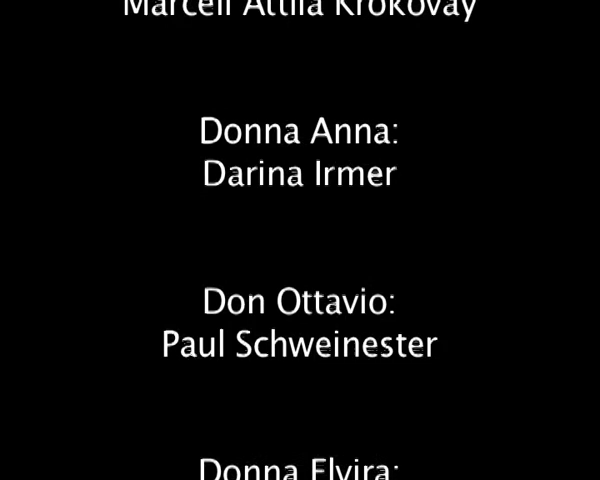 Marcell Attila Krokovay
Donna Anna:
Darina Irmer
Don Ottavio:
Paul Schweinester
Donna Elvira: